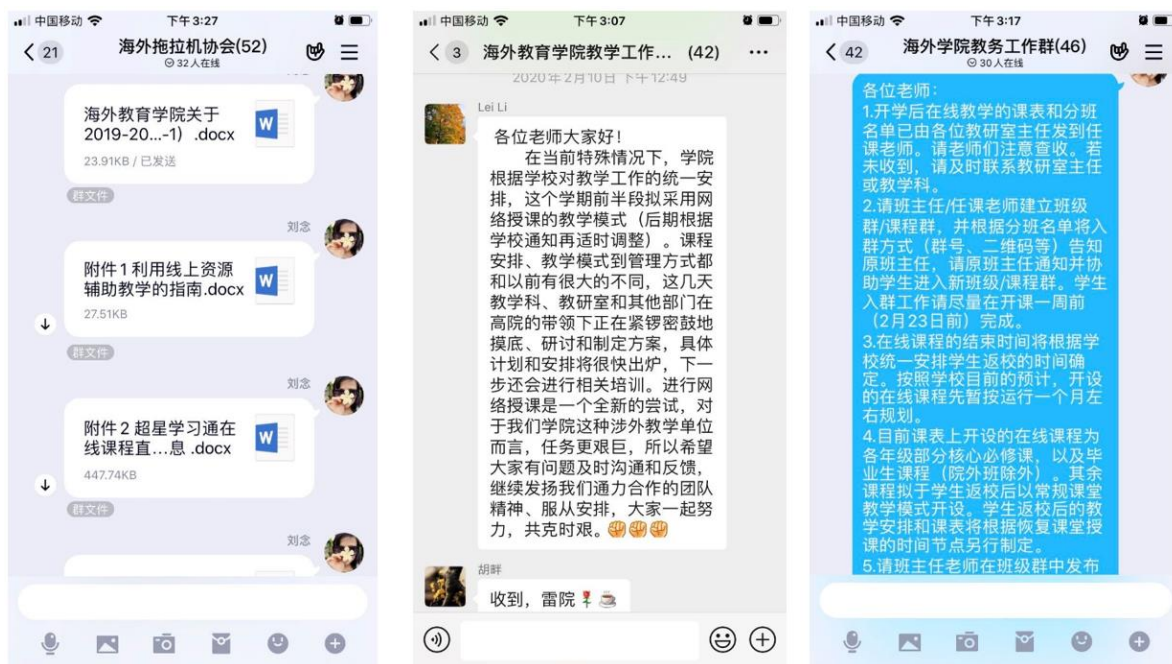 中国移动
下午3:27
21
海外拖拉机协会(52)
32人在线
海外教育学院关于
2019-20...-1) .docx
23.91KB / 已发送
群文件
刘念
附件1利用线上资源
辅助教学的指南.docx
27.51KB
群文件
刘念
附件2 超星学习通在
线课程直...息 .docx
447.74KB
群文件
刘念
中国移动
下午3:07
3
海外教育学院教学工作... (42)
2020年2月10日 下午12:49
Lei Li
各位老师大家好！
在当前特殊情况下，学院
根据学校对教学工作的统一安
排，这个学期前半段拟采用网
络授课的教学模式（后期根据
学校通知再适时调整）。课程
安排、教学模式到管理方式都
和以前有很大的不同，这几天
教学科、教研室和其他部门在
高院的带领下正在紧锣密鼓地
摸底、研讨和制定方案，具体
计划和安排将很快出炉，下一
步还会进行相关培训。进行网
络授课是一个全新的尝试，对
于我们学院这种涉外教学单位
而言，任务更艰巨，所以希望
大家有问题及时沟通和反馈，
继续发扬我们通力合作的团队
精神、服从安排，大家一起努
力，共克时艰。✊✊✊
胡畔
收到，雷院🌹☕
中国移动
下午3:17
42
海外学院教务工作群(46)
30人在线
各位老师：
1.开学后在线教学的课表和分班
名单已由各位教研室主任发到任
课老师。请老师们注意查收。若
未收到，请及时联系教研室主任
或教学科。
2.请班主任/任课老师建立班级
群/课程群，并根据分班名单将入
群方式（群号、二维码等）告知
原班主任，请原班主任通知并协
助学生进入新班级/课程群。学生
入群工作请尽量在开课一周前
（2月23日前）完成。
3.在线课程的结束时间将根据学
校统一安排学生返校的时间确
定。按照学校目前的预计，开设
的在线课程先暂按运行一个月左
右规划。
4.目前课表上开设的在线课程为
各年级部分核心必修课，以及毕
业生课程（院外班除外）。其余
课程拟于学生返校后以常规课堂
教学模式开设。学生返校后的教
学安排和课表将根据恢复课堂授
课的时间节点另行制定。
5.请班主任老师在班级群中发布